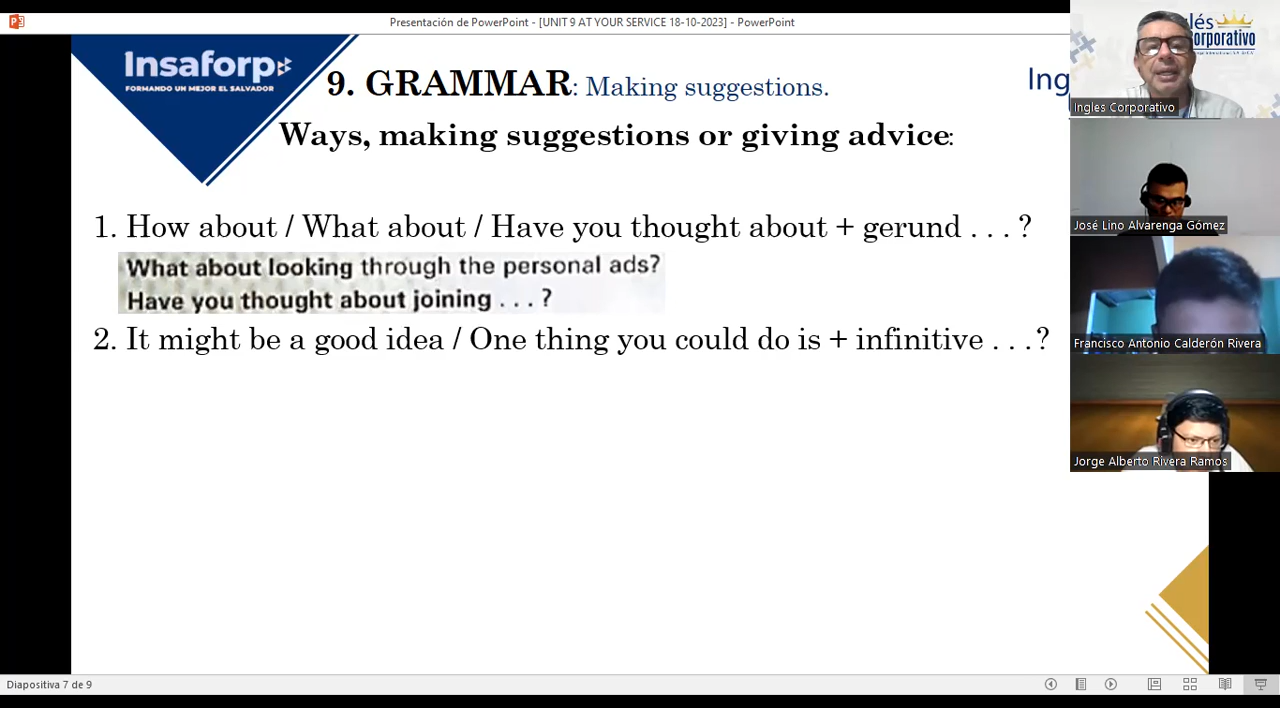 Presentación de PowerPoint - [UNIT 9 AT YOUR SERVICE 18-10-2023] - PowerPoint
Insaforp
FORMANDO UN MEJOR EL SALVADOR
9. GRAMMAR: Making suggestions.
Ing
Ways, making suggestions or giving advice:
1. How about / What about / Have you thought about + gerund . . . ?
What about looking through the personal ads?
Have you thought about joining . . . ?
2. It might be a good idea / One thing you could do is + infinitive . . . ?
lés
orporativo
Ingles Corporativo
José Lino Alvarenga Gómez
Francisco Antonio Calderón Rivera
Jorge Alberto Rivera Ramos
Diapositiva 7 de 9